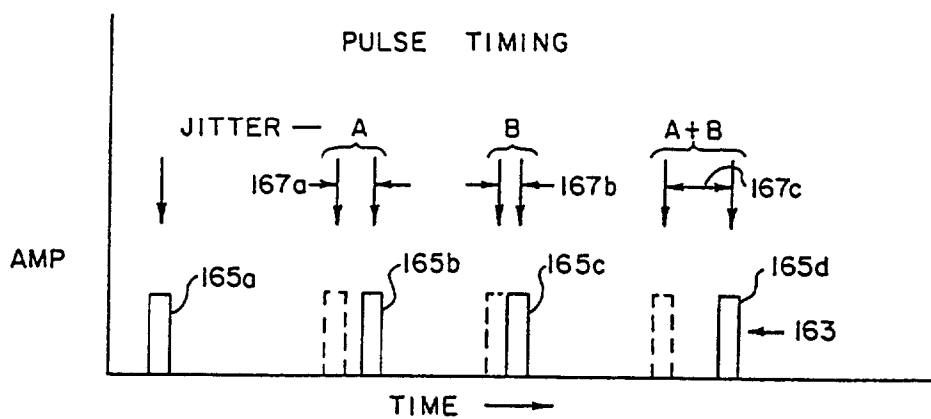 PULSE TIMING
JITTER — A B A+B
167a 167b 167c
AMP
165a 165b 165c 165d
163
TIME